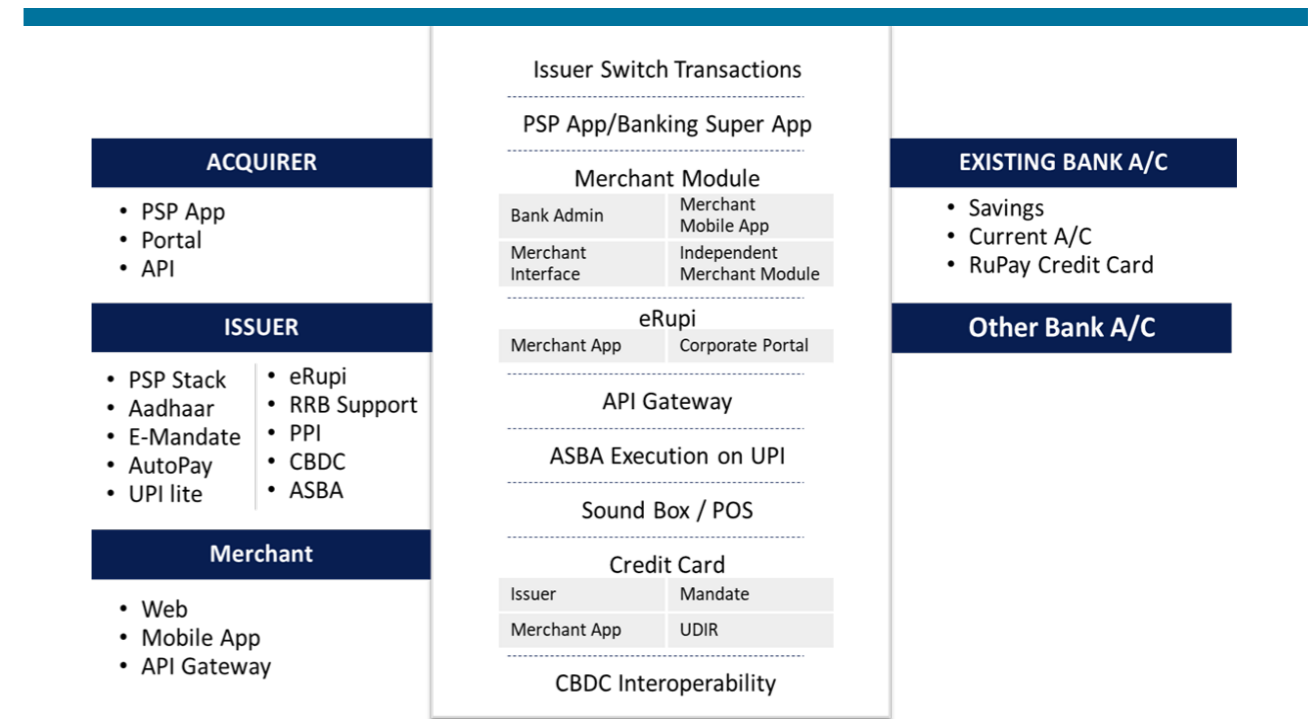 ACQUIRER
• PSP App
• Portal
• API
ISSUER
• PSP Stack
• Aadhaar
• E-Mandate
• AutoPay
• UPI lite
• eRupi
• RRB Support
• PPI
• CBDC
• ASBA
Merchant
• Web
• Mobile App
• API Gateway
Issuer Switch Transactions
PSP App/Banking Super App
Merchant Module
Bank Admin
Merchant
Mobile App
Merchant
Interface
Independent
Merchant Module
eRupi
Merchant App
Corporate Portal
API Gateway
ASBA Execution on UPI
Sound Box / POS
Credit Card
Issuer
Mandate
Merchant App
UDIR
CBDC Interoperability
EXISTING BANK A/C
• Savings
• Current A/C
• RuPay Credit Card
Other Bank A/C